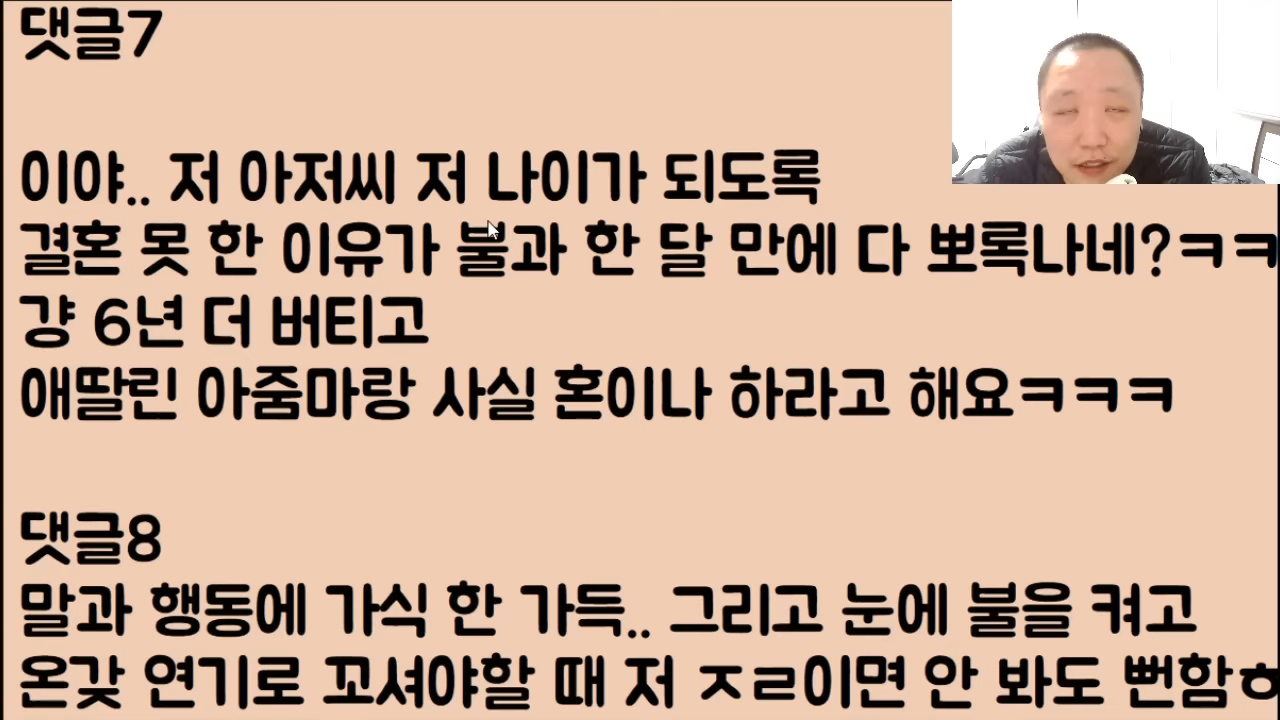 댓글7
이야.. 저 아저씨 저 나이가 되도록
결혼 못 한 이유가 불과 한 달 만에 다 뽀록나네?ㅋㅋ
걍 6년 더 버티고
애딸린 아줌마랑 사실 혼이나 하라고 해요ㅋㅋㅋ
댓글8
말과 행동에 가식 한 가득.. 그리고 눈에 불을 켜고
온갖 연기로 꼬셔야할 때 저 ㅈㄹ이면 안 봐도 뻔함ㅎ